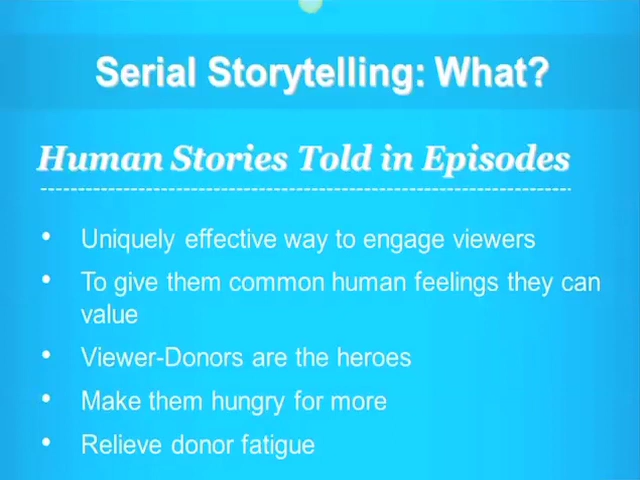 Serial Storytelling: What?
Human Stories Told in Episodes
• Uniquely effective way to engage viewers
• To give them common human feelings they can
value
• Viewer-Donors are the heroes
• Make them hungry for more
• Relieve donor fatigue